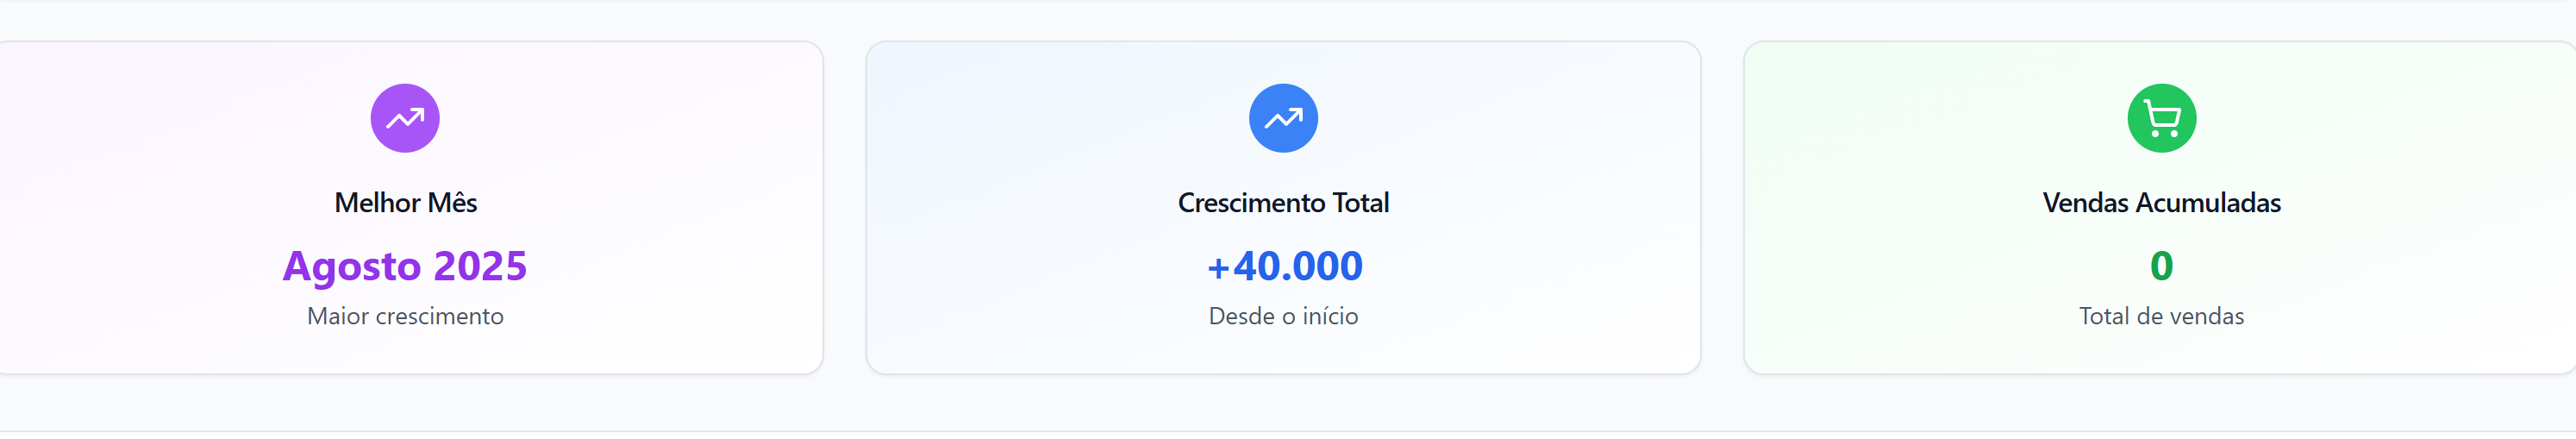 Melhor Mês
Agosto 2025
Maior crescimento
Crescimento Total
+40.000
Desde o início
Vendas Acumuladas
0
Total de vendas